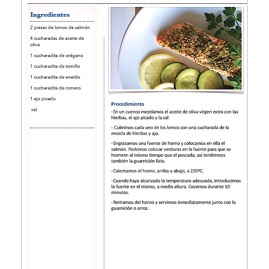 Ingredientes
2 piezas de lomos de salmón
4 cucharadas de aceite de
oliva
1 cucharadita de orégano
1 cucharadita de tomillo
1 cucharadita de eneldo
1 cucharadita de romero
1 ajo picado
sal
Procedimiento
-En un cuenco mezclamos el aceite de oliva virgen extra con las
hierbas, el ajo picado y la sal
- Cubrimos cada uno de los lomos con una cucharada de la
mezcla de hierbas y ajo.
-Engrasamos una fuente de horno y colocamos en ella el
salmón. Podemos colocar verduras en la fuente para que se
horneen al mismo tiempo que el pescado, así tendremos
también la guarnición lista.
-Calentamos el horno, arriba y abajo, a 220ºC.
-Cuando haya alcanzado la temperatura adecuada, introducimos
la fuente en el mismo, a media altura. Cocemos durante 10
minutos.
-Retiramos del horno y servimos inmediatamente junto con la
guarnición o arroz.